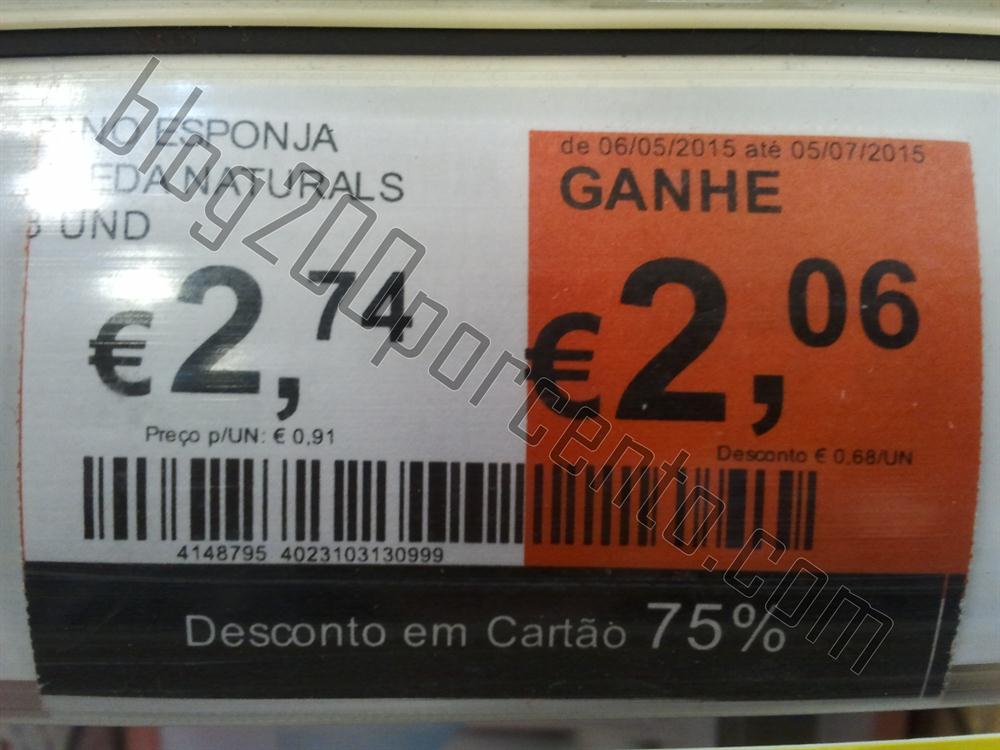 ESPONJA
NATURALS
UND
€2,74
Preço p/UN: € 0,91
4148795 4023103130999
de 06/05/2015 até 05/07/2015
GANHE
€2,06
Desconto € 0.68/UN
Desconto em Cartão 75%
blog200porcento.com